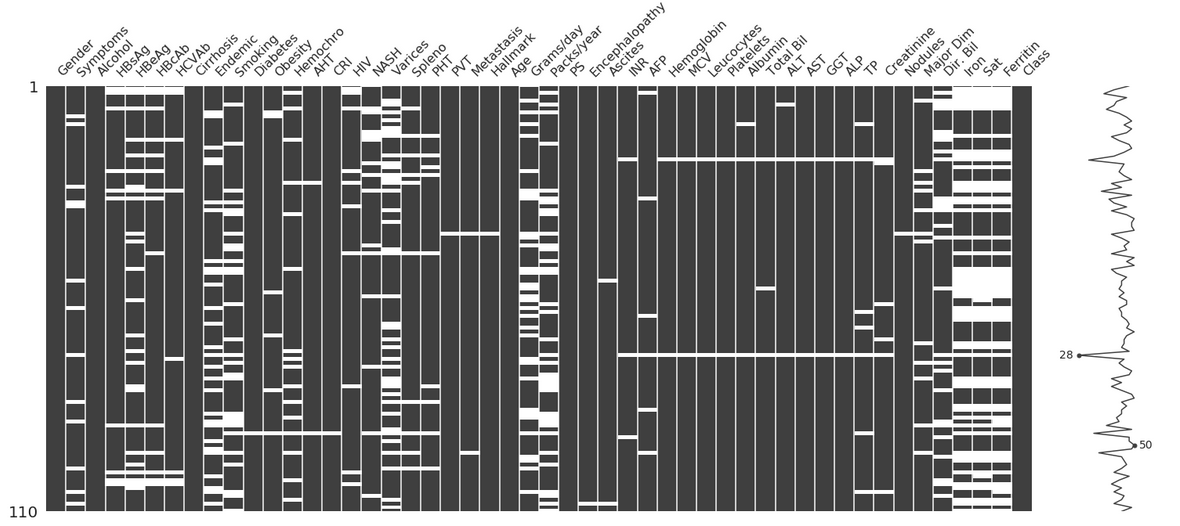 Gender
Symptoms
Alcohol
HBsAg
HBeAg
HBcAb
HCVAb
Cirrhosis
Endemic
Smoking
Diabetes
Obesity
Hemochro
AHT
CRI
HIV
NASH
Varices
Spleno
PHT
PVT
Metastasis
Hallmark
Age
Grams/day
Packs/year
PS
Encephalopathy
Ascites
INR
AFP
Hemoglobin
MCV
Leucocytes
Platelets
Albumin
Total Bil
ALT
AST
GGT
ALP
TP
Creatinine
Nodules
Major Dim
Dir. Bil
Iron
Sat
Ferritin
Class
1
28
50
110